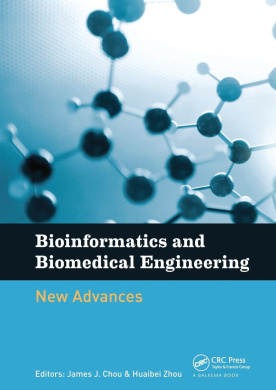 Bioinformatics and
Biomedical Engineering
New Advances
Editors: James J. Chou & Huaibei Zhou
CRC Press
Taylor & Francis Group
A BALKEMA BOOK